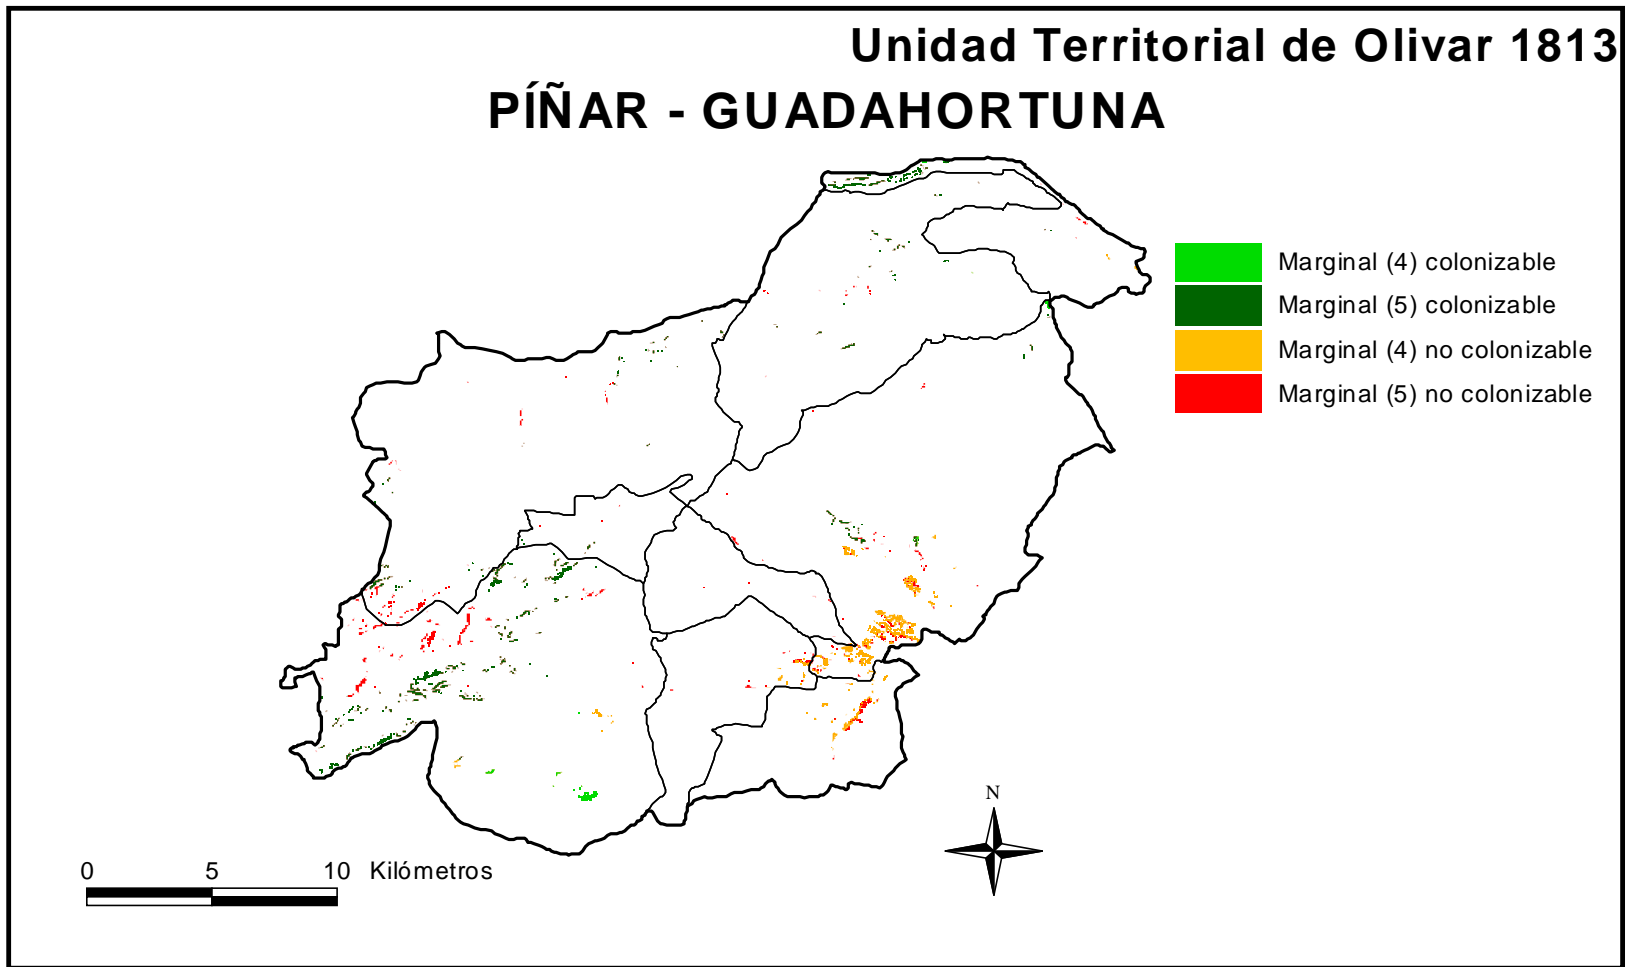 Unidad Territorial de Olivar 1813
PÍÑAR - GUADAHORTUNA
Marginal (4) colonizable
Marginal (5) colonizable
Marginal (4) no colonizable
Marginal (5) no colonizable
N
0 5 10 Kilómetros